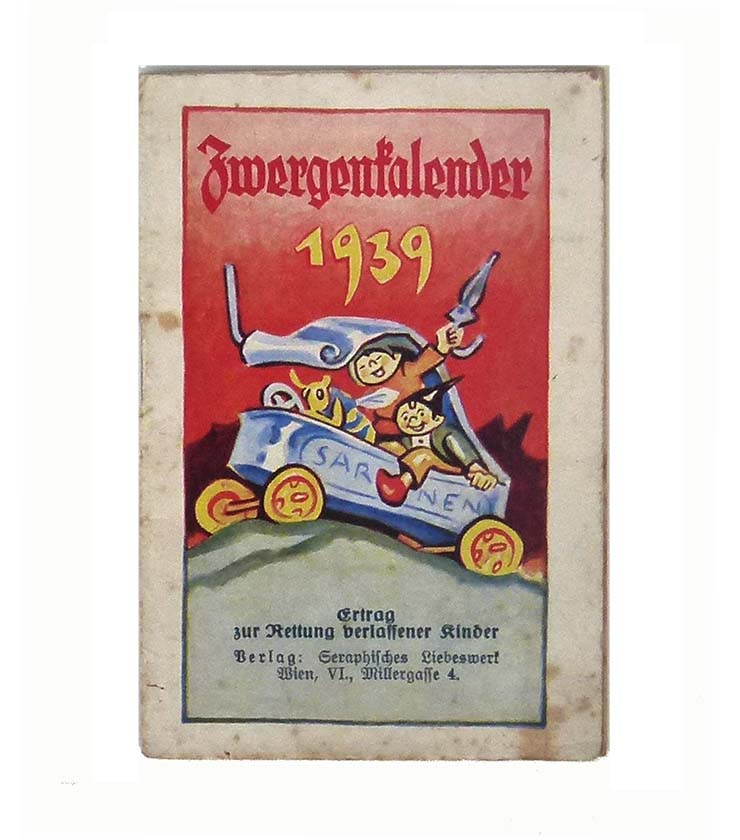 Zwergenkalender
1939
SAR NEN
Ertrag
zur Rettung verlassener Kinder
Verlag: Seraphisches Liebeswerk
Wien, VI., Millergasse 4.